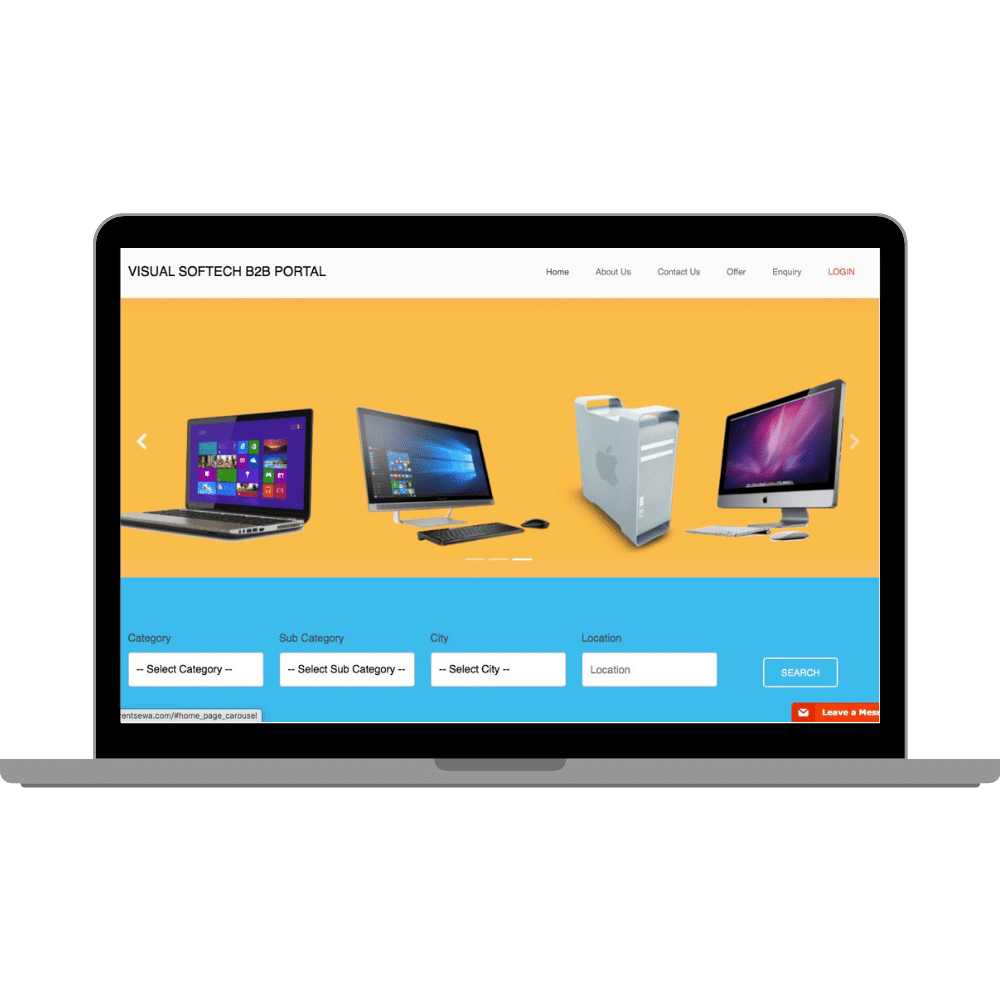 VISUAL SOFTECH B2B PORTAL
Home About Us Contact Us Offer Enquiry LOGIN
Category Sub Category City Location
-- Select Category -- -- Select Sub Category -- -- Select City -- Location
SEARCH
entsewa.com/#home_page_carousel
Leave a Mess